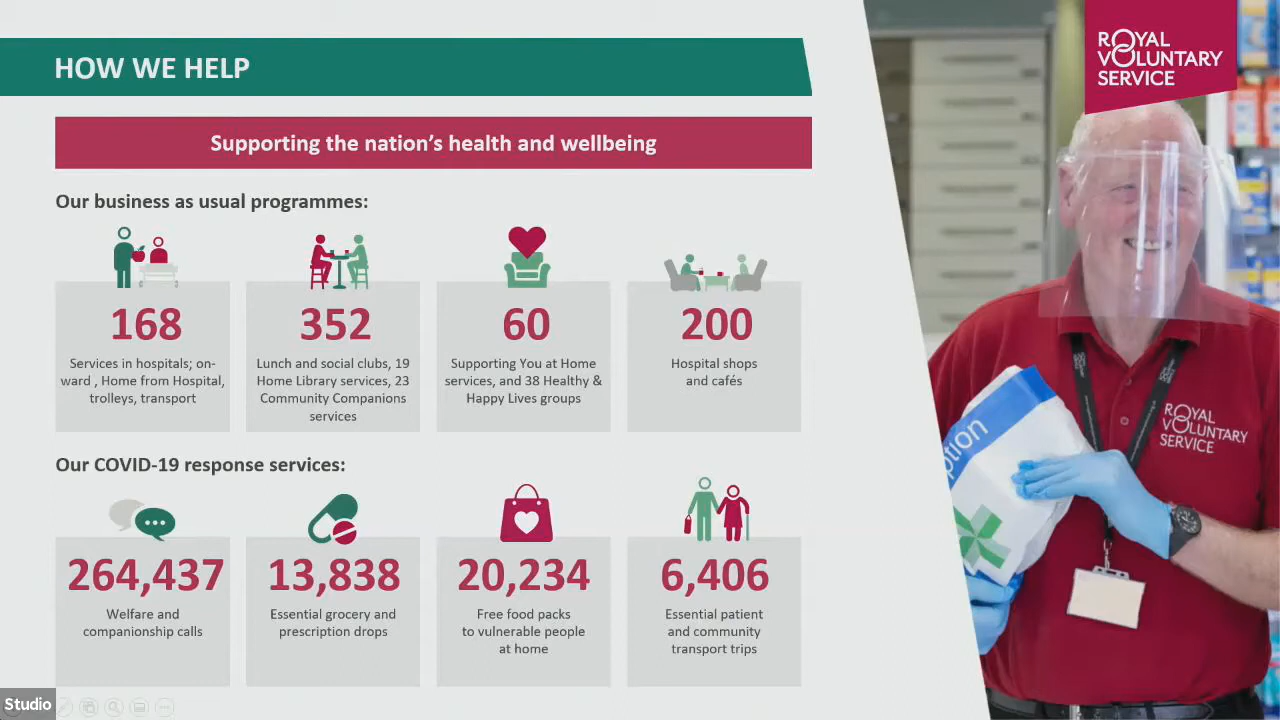 HOW WE HELP
ROYAL
VOLUNTARY
SERVICE
Supporting the nation's health and wellbeing
Our business as usual programmes:
168
Services in hospitals; on-
ward , Home from Hospital,
trolleys, transport
352
Lunch and social clubs, 19
Home Library services, 23
Community Companions
services
60
Supporting You at Home
services, and 38 Healthy &
Happy Lives groups
200
Hospital shops
and cafés
Our COVID-19 response services:
264,437
Welfare and
companionship calls
13,838
Essential grocery and
prescription drops
20,234
Free food packs
to vulnerable people
at home
6,406
Essential patient
and community
transport trips
ption
ROYAL
VOLUNTARY
SERVICE
Studio